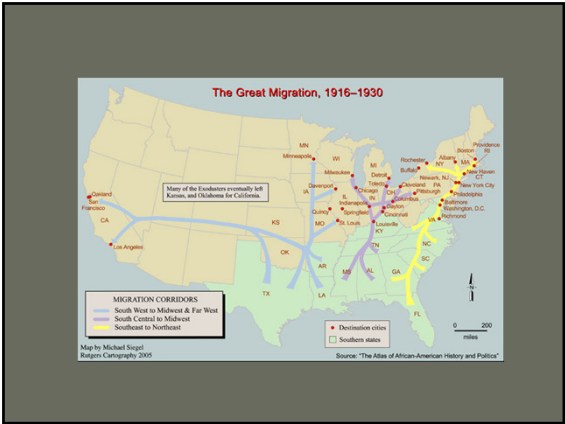 The Great Migration, 1916–1930
MN
Minneapolis
WI
Milwaukee
MI
Detroit
Toledo
Chicago
Davenport
IA
IL
IN
OH
Indianapolis
Cleveland
Columbus
Pittsburgh
Dayton
Cincinnati
Quincy
Springfield
St. Louis
MO
Louisville
KY
Rochester
Buffalo
Albany
NY
Boston
MA
Providence
RI
New Haven
CT
Newark, NJ
New York City
PA
Philadelphia
Baltimore
Washington, D.C.
Richmond
VA
Many of the Exodusters eventually left
Kansas, and Oklahoma for California.
Oakland
San
Francisco
CA
Los Angeles
KS
OK
AR
TX
LA
MS
AL
TN
GA
NC
SC
FL
MIGRATION CORRIDORS
South West to Midwest & Far West
South Central to Midwest
Southeast to Northeast
Destination cities
Southern states
N
0 200
miles
Map by Michael Siegel
Rutgers Cartography 2005
Source: "The Atlas of African-American History and Politics"